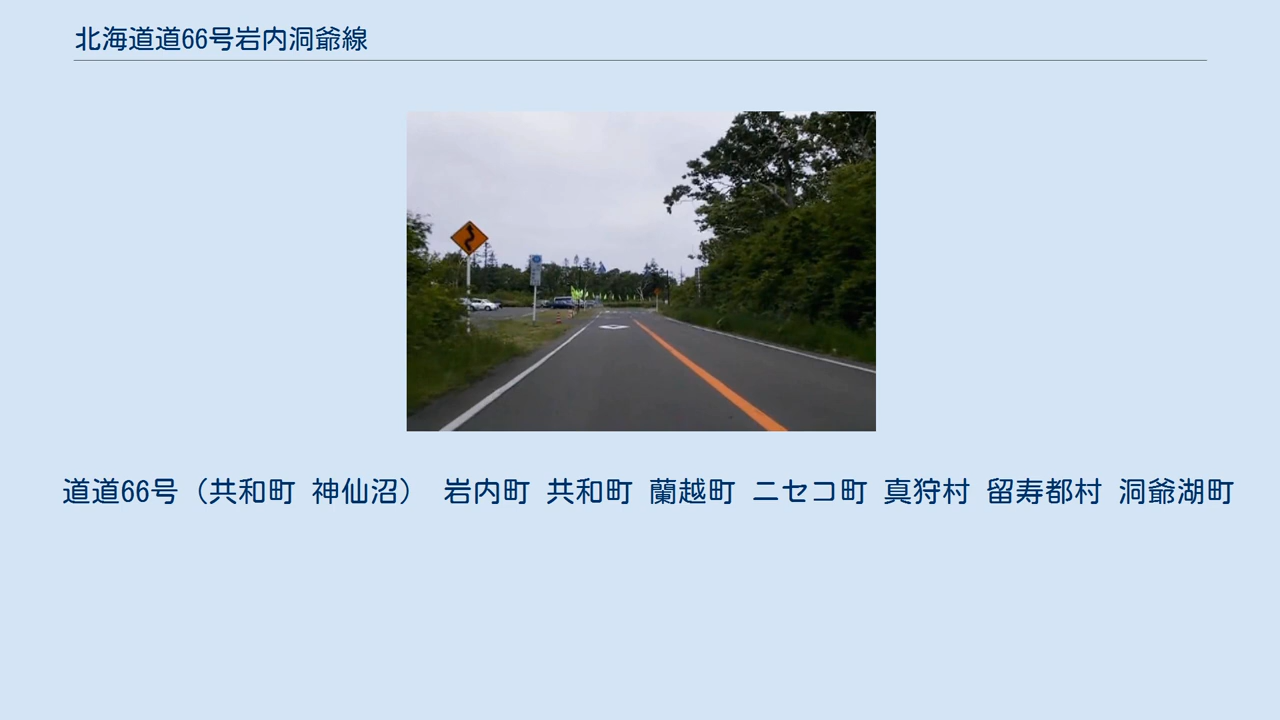 北海道道66号岩内洞爺線
道道66号（共和町 神仙沼） 岩内町 共和町 蘭越町 ニセコ町 真狩村 留寿都村 洞爺湖町